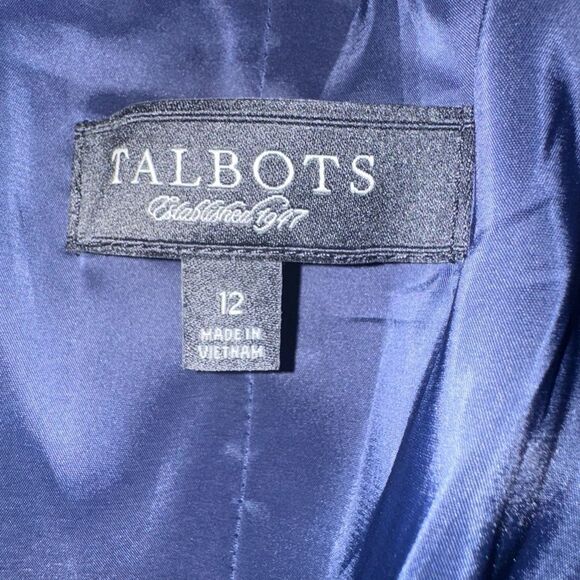 TALBOTS
Established 1947
12
MADE IN
VIETNAM